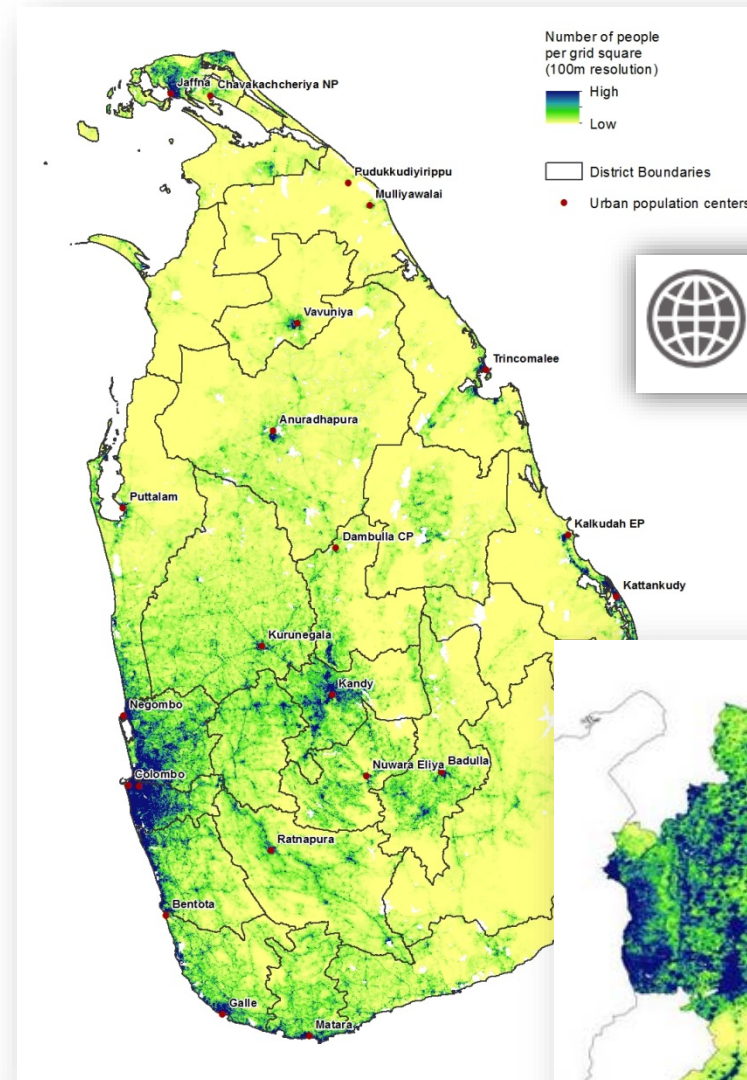 Number of people
per grid square
(100m resolution)
High
Low
District Boundaries
Urban population centers
Jaffna
Chavakachcheriya NP
Pudukkudiyirippu
Mulliyawalai
Vavuniya
Trincomalee
Anuradhapura
Puttalam
Dambulla CP
Kalkudah EP
Kattankudy
Kurunegala
Kandy
Negombo
Nuwara Eliya
Badulla
Colombo
Ratnapura
Bentota
Galle
Matara